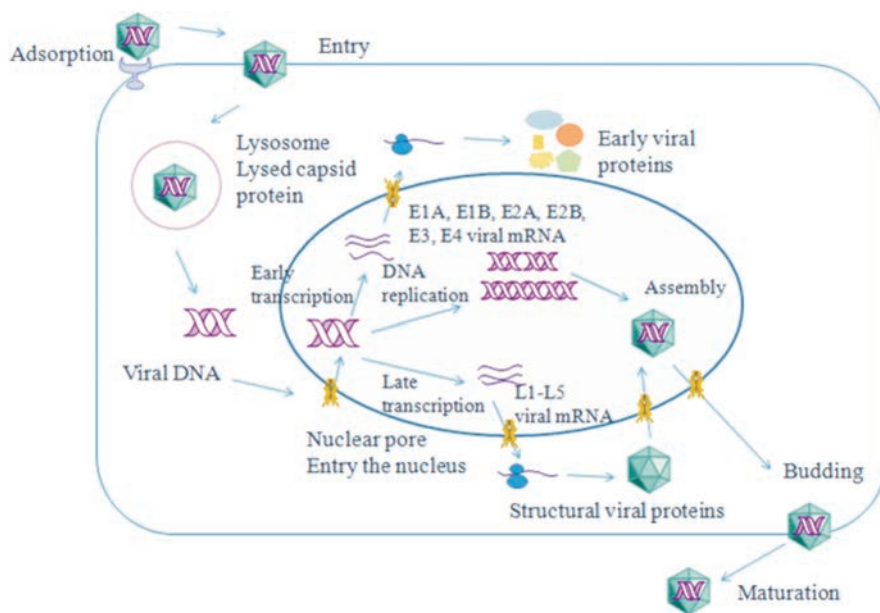 Adsorption
Entry
Lysosome
Lysed capsid
protein
Early viral
proteins
E1A, E1B, E2A, E2B,
E3, E4 viral mRNA
Early
transcription
DNA
replication
Assembly
Viral DNA
Late
transcription
L1-L5
viral mRNA
Nuclear pore
Entry the nucleus
Structural viral proteins
Budding
Maturation